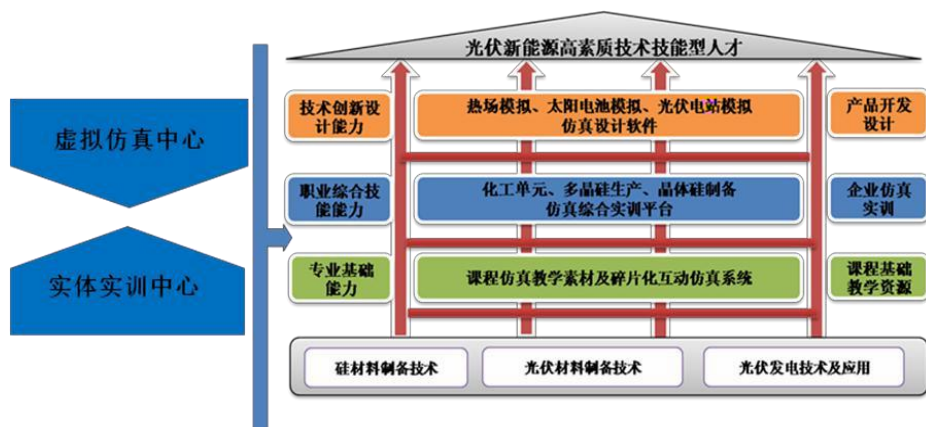 光伏新能源高素质技术技能型人才
虚拟仿真中心
实体实训中心
技术创新设
计能力
热场模拟、太阳电池模拟、光伏电站模拟
仿真设计软件
产品开发
设计
职业综合技
能能力
化工单元、多晶硅生产、晶体硅制备
仿真综合实训平台
企业仿真
实训
专业基础
能力
课程仿真教学素材及碎片化互动仿真系统
课程基础
教学资源
硅材料制备技术
光伏材料制备技术
光伏发电技术及应用